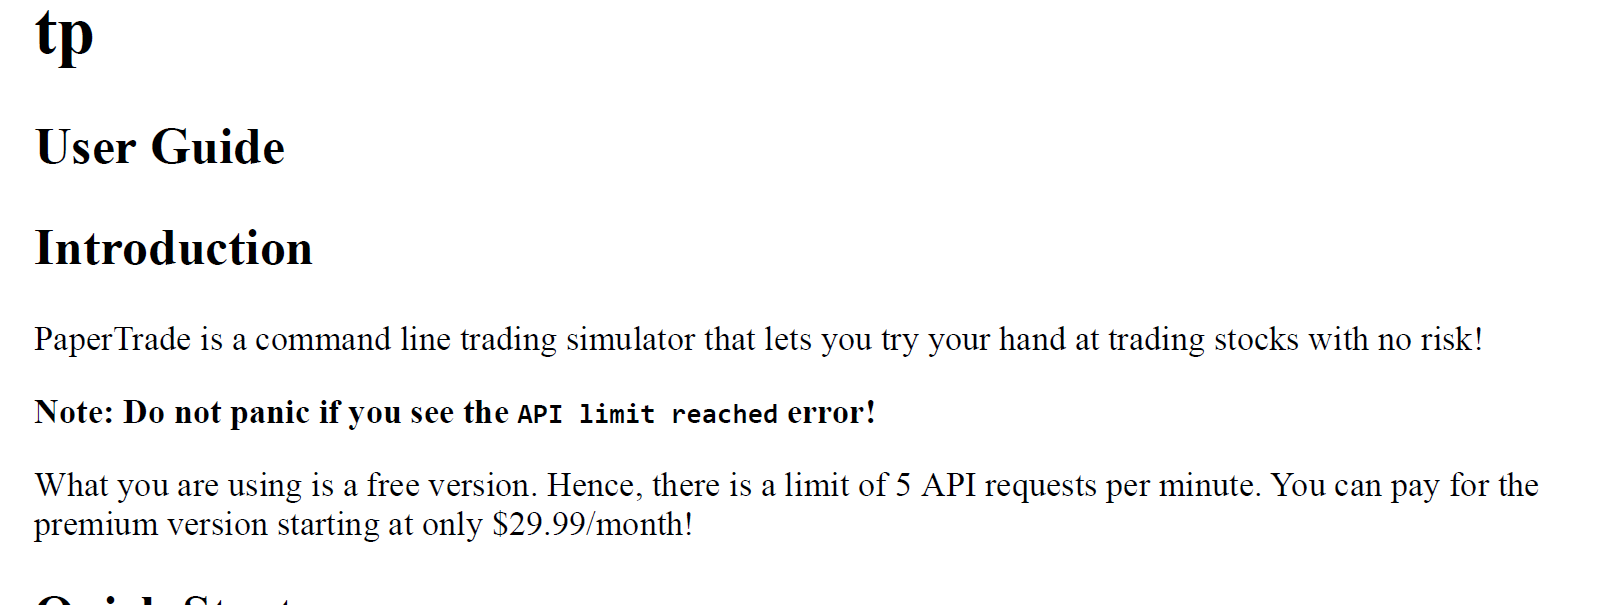 tp
User Guide
Introduction
PaperTrade is a command line trading simulator that lets you try your hand at trading stocks with no risk!
Note: Do not panic if you see the API limit reached error!
What you are using is a free version. Hence, there is a limit of 5 API requests per minute. You can pay for the
premium version starting at only $29.99/month!
Quick Start